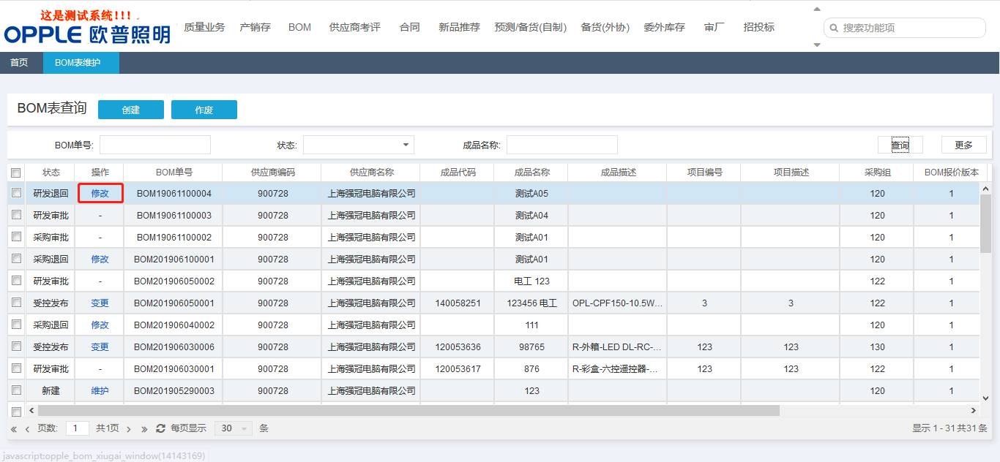 这是测试系统!!!
OPPLE 欧普照明
质量业务 产销存 BOM 供应商考评 合同 新品推荐 预测/备货(自制) 备货(外协) 委外库存 审厂 招投标 搜索功能项
首页 BOM表维护
BOM表查询 创建 作废
BOM单号: 状态: 成品名称: 查询 更多
状态 操作 BOM单号 供应商编码 供应商名称 成品代码 成品名称 成品描述 项目编号 项目描述 采购组 BOM报价版本
研发退回 修改 BOM19061100004 900728 上海强冠电脑有限公司 测试A05 120 1
研发审批 - BOM19061100003 900728 上海强冠电脑有限公司 测试A04 120 1
采购审批 - BOM19061100002 900728 上海强冠电脑有限公司 测试A01 120 1
采购退回 修改 BOM201906100001 900728 上海强冠电脑有限公司 测试A01 120 1
研发审批 - BOM201906050002 900728 上海强冠电脑有限公司 电工 123 122 1
受控发布 变更 BOM201906050001 900728 上海强冠电脑有限公司 140058251 123456 电工 OPL-CPF150-10.5W... 3 3 122 1
采购退回 修改 BOM201906040002 900728 上海强冠电脑有限公司 111 120 1
受控发布 变更 BOM201906030006 900728 上海强冠电脑有限公司 120053636 98765 R-外箱-LED DL-RC-... 123 123 130 1
研发审批 - BOM201906030004 900728 上海强冠电脑有限公司 120053617 876 R-彩盒-六控遥控器-... 123 123 122 1
新建 维护 BOM201905290003 900728 上海强冠电脑有限公司 123 120 1
页数: 1 共1页 每页显示 30 条 显示 1 - 31 共31 条
javascript:opple_bom_xiugai_window(14143169)